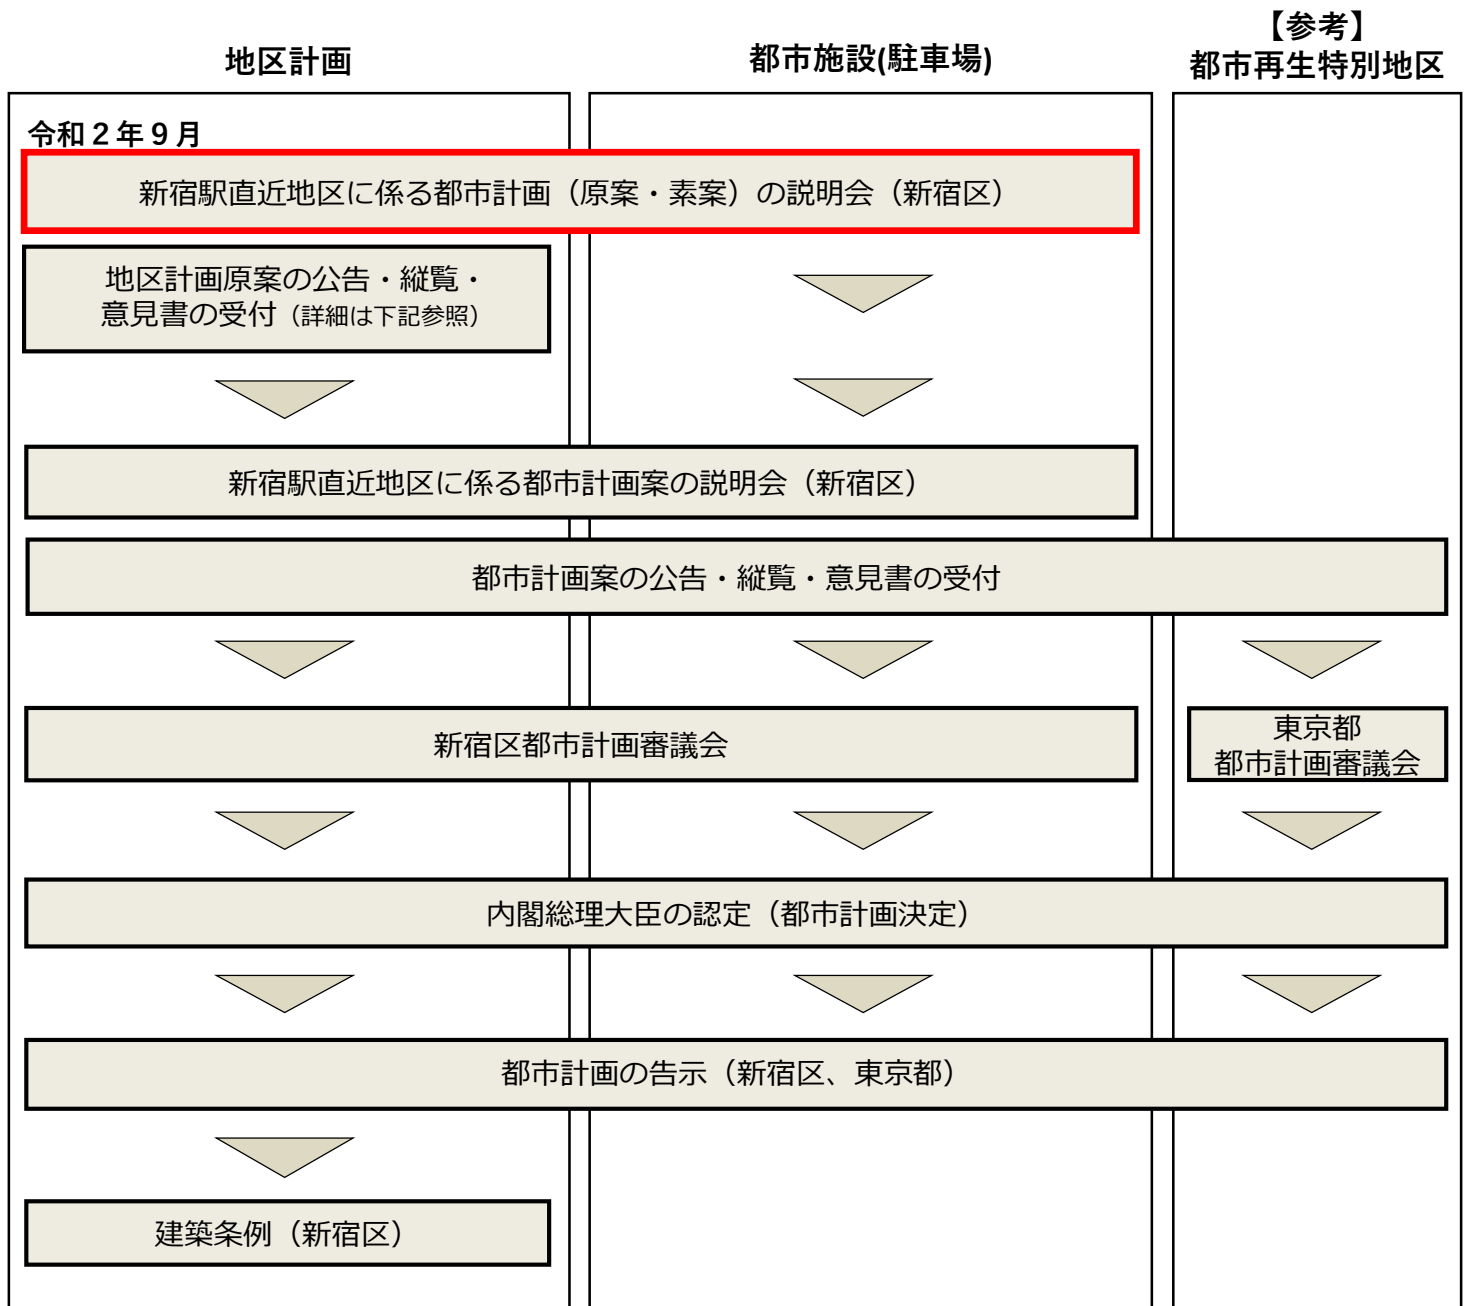 地区計画
都市施設(駐車場)
【参考】
都市再生特別地区
令和２年９月
新宿駅直近地区に係る都市計画（原案・素案）の説明会（新宿区）
地区計画原案の公告・縦覧・
意見書の受付（詳細は下記参照）
新宿駅直近地区に係る都市計画案の説明会（新宿区）
都市計画案の公告・縦覧・意見書の受付
新宿区都市計画審議会
東京都
都市計画審議会
内閣総理大臣の認定（都市計画決定）
都市計画の告示（新宿区、東京都）
建築条例（新宿区）